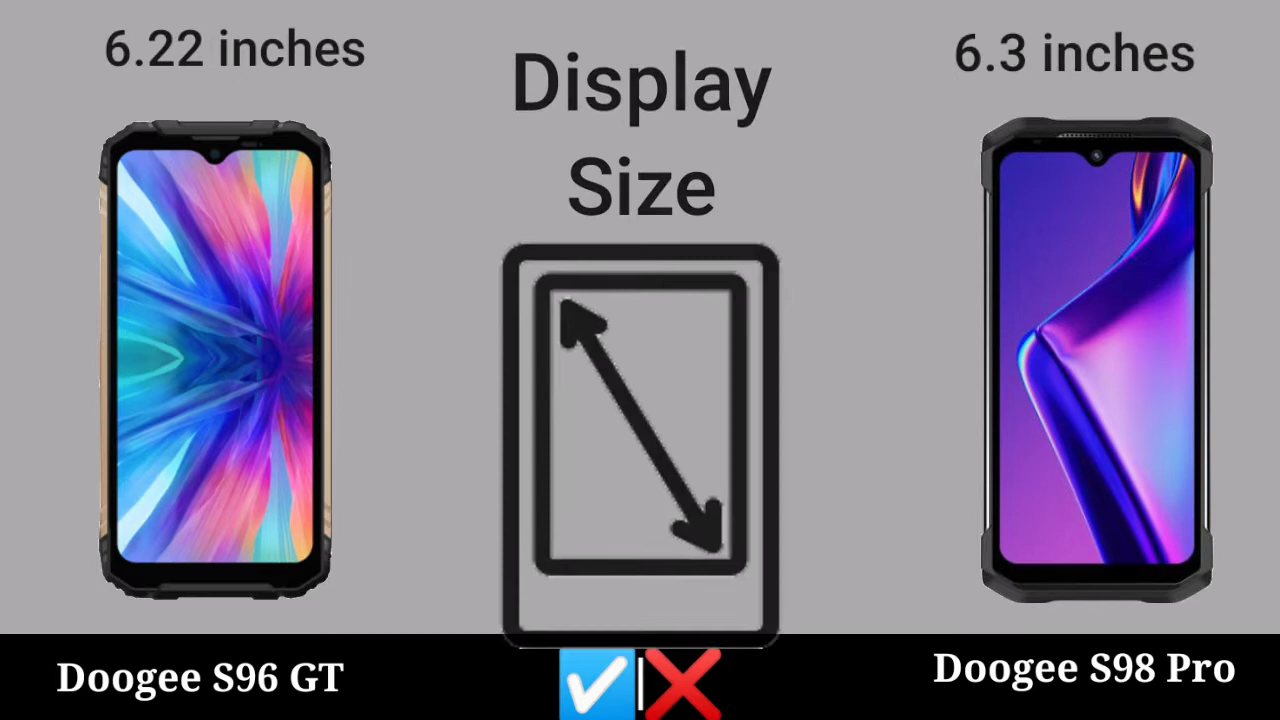 6.22 inches
Display
Size
6.3 inches
Doogee S96 GT
Doogee S98 Pro